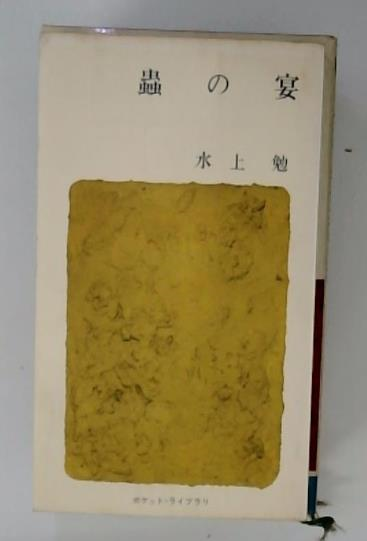 蟲の宴
水上勉
ポケット・ライブラリ